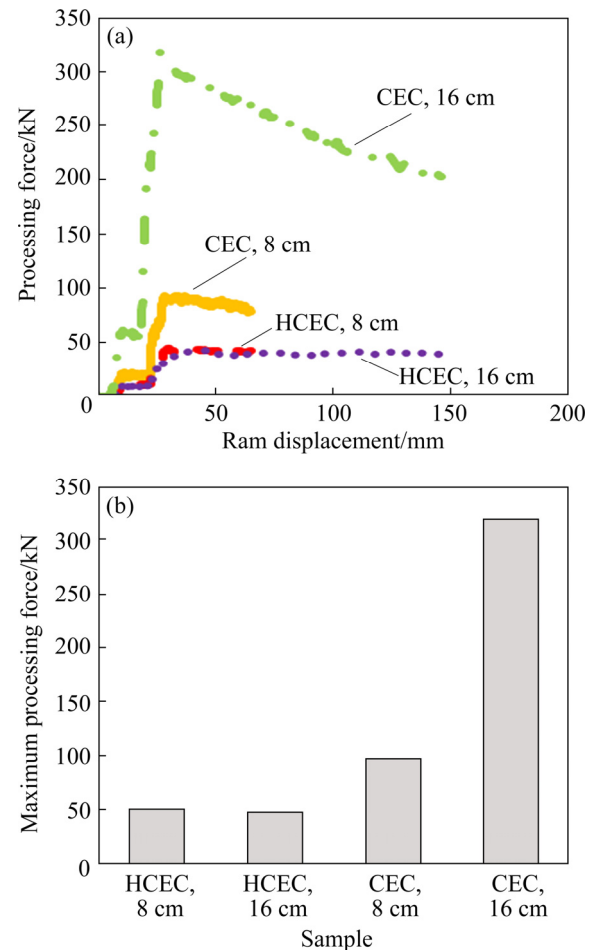 (a)
350
300
250
200
150
100
50
0
Processing force/kN
CEC, 16 cm
CEC, 8 cm
HCEC, 8 cm
HCEC, 16 cm
50
100
150
200
Ram displacement/mm
(b)
350
300
250
200
150
100
50
0
Maximum processing force/kN
HCEC,
8 cm
HCEC,
16 cm
CEC,
8 cm
CEC,
16 cm
Sample